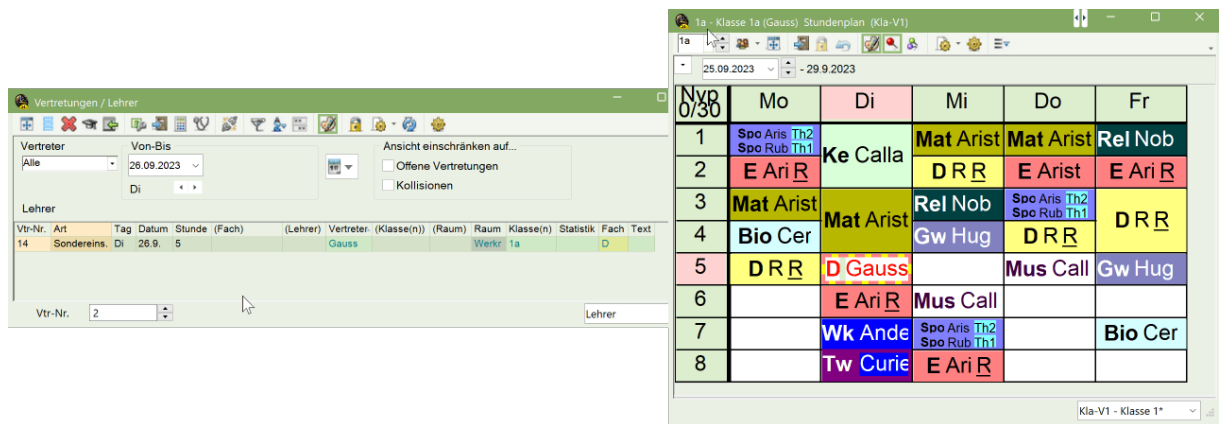 Vertretungen / Lehrer
Vertreter
Von-Bis
Ansicht einschränken auf...
Alle
26.09.2023
Offene Vertretungen
Di
Kollisionen
Lehrer
Vtr-Nr. Art Tag Datum Stunde (Fach) (Lehrer) Vertreter (Klasse(n)) (Raum) Raum Klasse(n) Statistik Fach Text
14 Sondereins. Di 26.9. 5 Gauss Werkr 1a D
Vtr-Nr. 2
Lehrer
1a - Klasse 1a (Gauss) Stundenplan (Kla-V1)
1a
25.09.2023 - 29.9.2023
Nvp
0/30
Mo Di Mi Do Fr
1
Spo Aris Th2
Spo Rub Th1
Ke Calla
Mat Arist
Mat Arist
Rel Nob
2
E Ari R
D R R
E Arist
E Ari R
3
Mat Arist
Mat Arist
Rel Nob
Spo Aris Th2
Spo Rub Th1
D R R
4
Bio Cer
Gw Hug
D R R
5
D R R
D Gauss
Mus Call
Gw Hug
6
E Ari R
Mus Call
7
Wk Ande
Spo Aris Th2
Spo Rub Th1
Bio Cer
8
Tw Curie
E Ari R
Kla-V1 - Klasse 1*